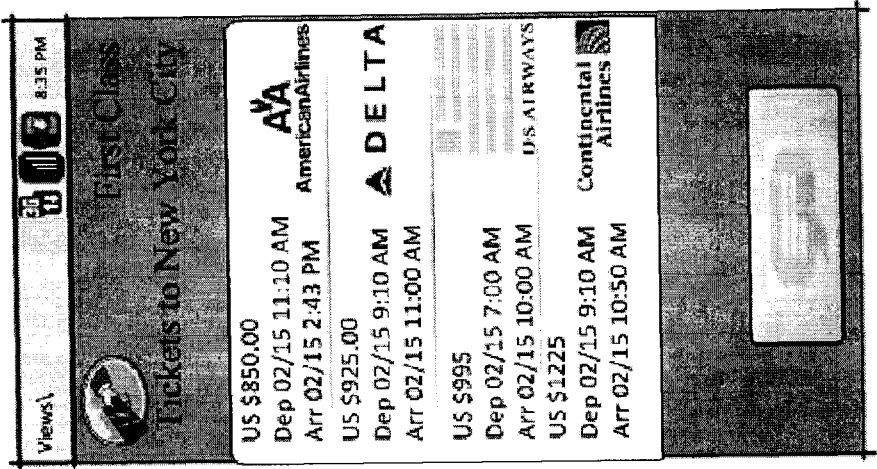 Views\
8:35 PM
First Class
Tickets to New York City
US $850.00
Dep 02/15 11:10 AM
Arr 02/15 2:43 PM
AA
AmericanAirlines
US $925.00
Dep 02/15 9:10 AM
Arr 02/15 11:00 AM
DELTA
US $995
Dep 02/15 7:00 AM
Arr 02/15 10:00 AM
US AIRWAYS
US $1225
Dep 02/15 9:10 AM
Arr 02/15 10:50 AM
Continental
Airlines